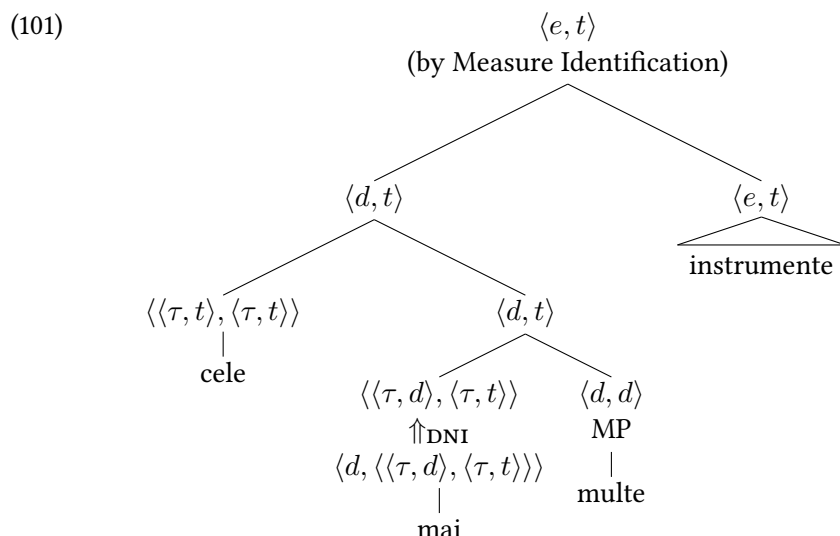 (101)
⟨e, t⟩
(by Measure Identification)
⟨d, t⟩ ⟨e, t⟩
instrumente
⟨⟨τ, t⟩, ⟨τ, t⟩⟩ ⟨d, t⟩
cele
⟨⟨τ, d⟩, ⟨τ, t⟩⟩ ⟨d, d⟩
⇑DNI MP
⟨d, ⟨⟨τ, d⟩, ⟨τ, t⟩⟩⟩
multe
mai